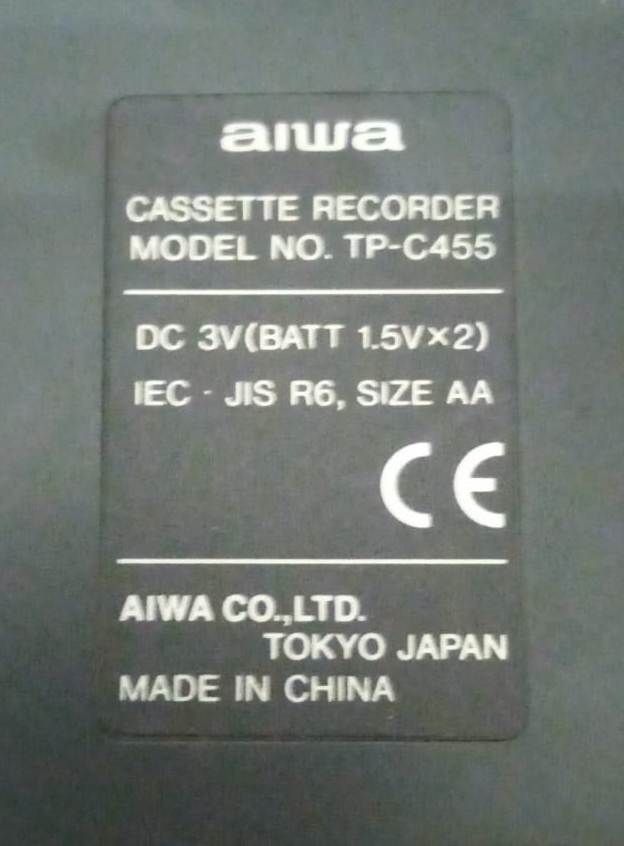 aiwa
CASSETTE RECORDER
MODEL NO. TP-C455
DC 3V(BATT 1.5V×2)
IEC · JIS R6, SIZE AA
CE
AIWA CO.,LTD.
TOKYO JAPAN
MADE IN CHINA